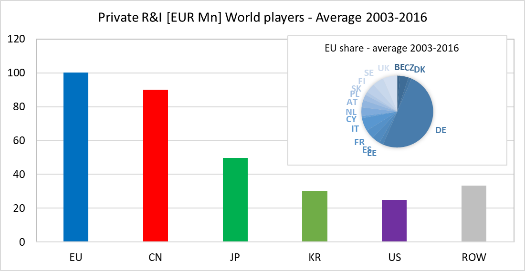 Private R&I [EUR Mn] World players - Average 2003-2016
120
100
80
60
40
20
0
EU CN JP KR US ROW
EU share - average 2003-2016
BE CZ DK
DE
EE
ES
FR
IT
CY
NL
AT
PL
SK
FI
SE
UK